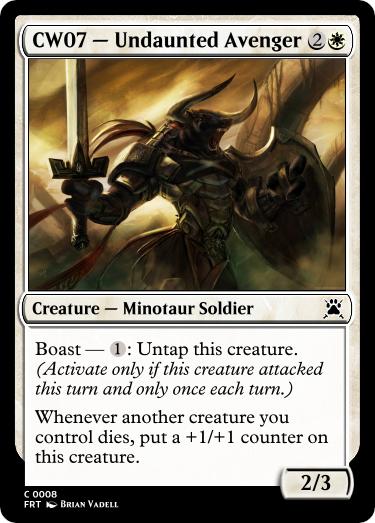 CW07 — Undaunted Avenger 2
Creature — Minotaur Soldier
Boast — 1: Untap this creature.
(Activate only if this creature attacked
this turn and only once each turn.)
Whenever another creature you
control dies, put a +1/+1 counter on
this creature.
2/3
C 0008
FRT Brian Vadell